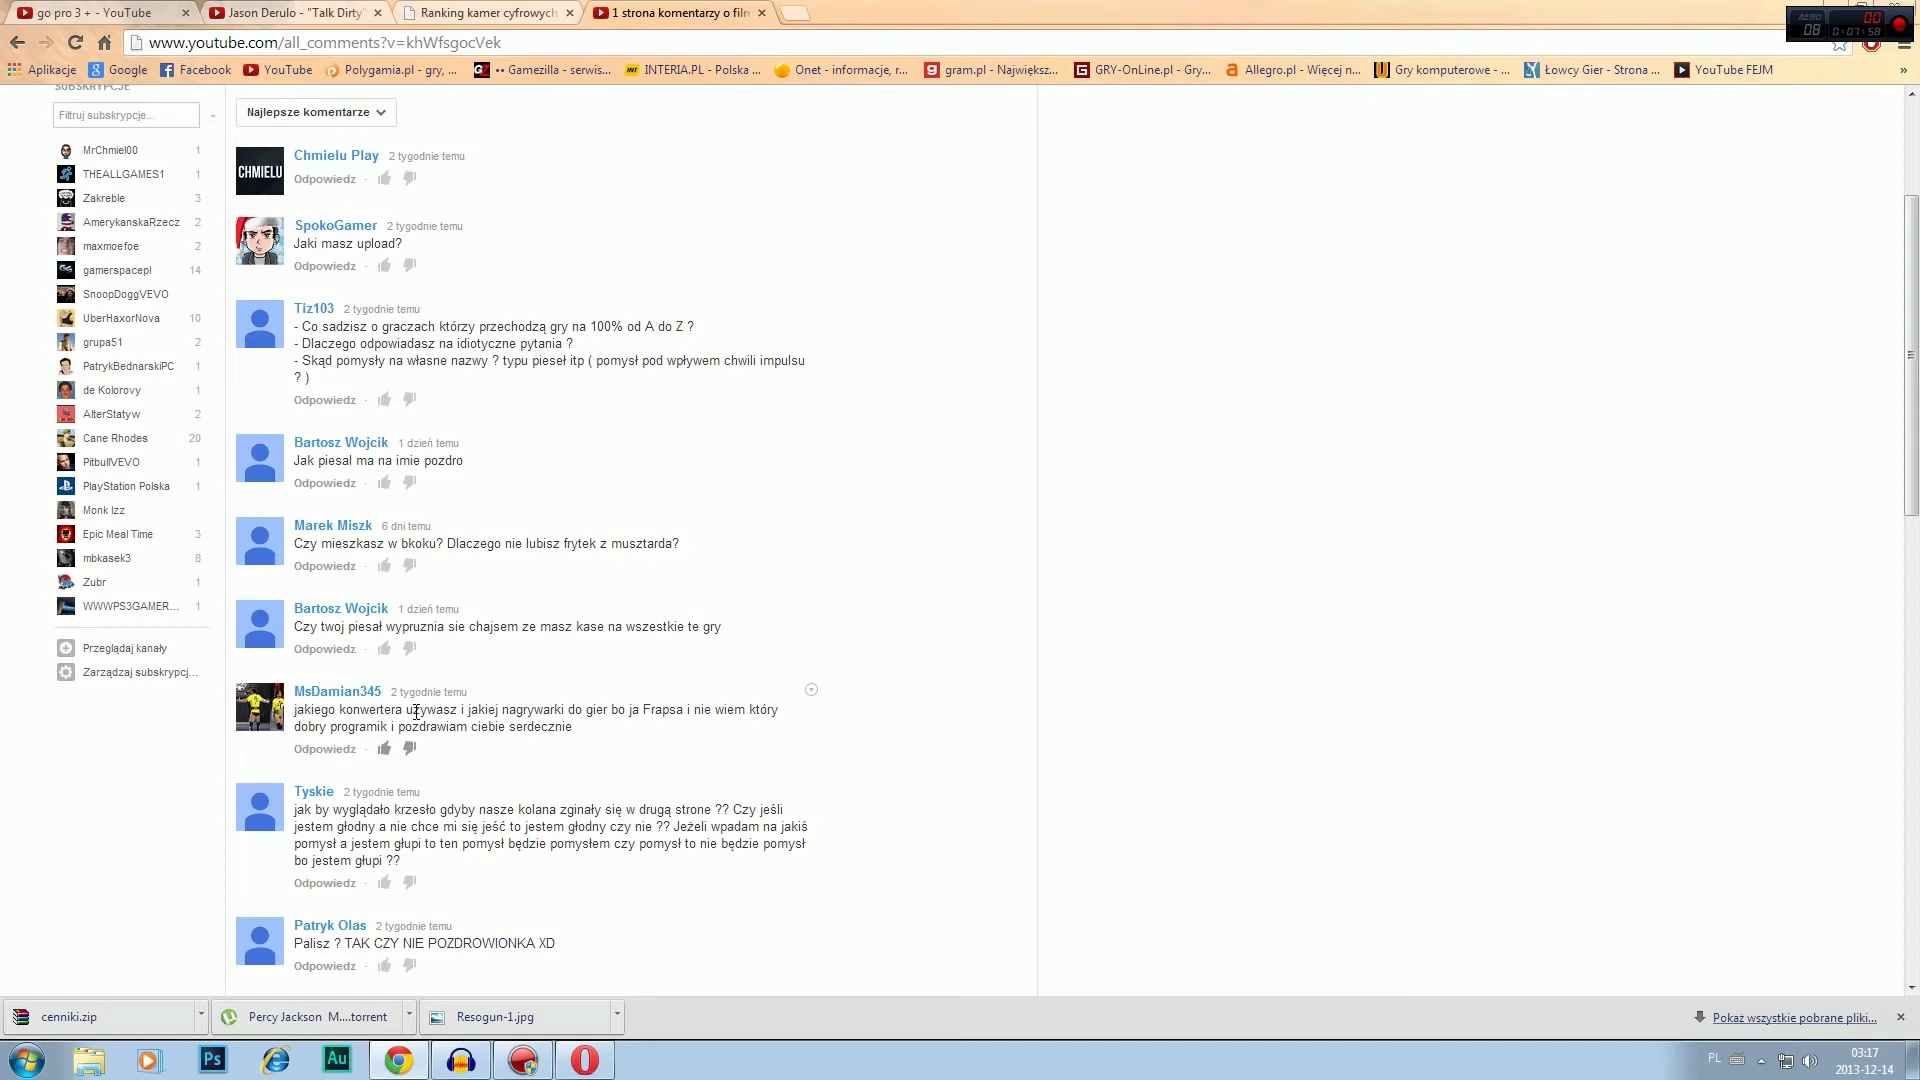 go pro 3 + - YouTube
Jason Derulo - "Talk Dirty"
Ranking kamer cyfrowych
1 strona komentarzy o film
AERO
08
00
0:07:58
www.youtube.com/all_comments?v=khWfsgocVek
Aplikacje
Google
Facebook
YouTube
Polygamia.pl - gry, ...
•• Gamezilla - serwis...
INTERIA.PL - Polska ...
Onet - informacje, r...
gram.pl - Najwięks­z...
GRY-OnLine.pl - Gry...
Allegro.pl - Więcej n...
Gry komputerowe - ...
Łowcy Gier - Strona ...
YouTube FEJM
»
SUBSKRYPCJE
Filtruj subskrypcje...
MrChmiel00 1
THEALLGAMES1 1
Zakreble 3
AmerykanskaRzecz 2
maxmoefoe 2
gamerspacepl 14
SnoopDoggVEVO
UberHaxorNova 10
grupa51 2
PatrykBednarskiPC 1
de Kolorovy 1
AlterStatyw 2
Cane Rhodes 20
PitbullVEVO 1
PlayStation Polska 1
Monk Izz
Epic Meal Time 3
mbkasek3 8
Zubr 1
WWWPS3GAMER... 1
Przeglądaj kanały
Zarządzaj subskrypcj...
Najlepsze komentarze
CHMIELU
Chmielu Play 2 tygodnie temu
Odpowiedz ·
SpokoGamer 2 tygodnie temu
Jaki masz upload?
Odpowiedz ·
Tiz103 2 tygodnie temu
- Co sadzisz o graczach którzy przechodzą gry na 100% od A do Z ?
- Dlaczego odpowiadasz na idiotyczne pytania ?
- Skąd pomysły na własne nazwy ? typu pieseł itp ( pomysł pod wpływem chwili impulsu
? )
Odpowiedz ·
Bartosz Wojcik 1 dzień temu
Jak piesal ma na imie pozdro
Odpowiedz ·
Marek Miszk 6 dni temu
Czy mieszkasz w bkoku? Dlaczego nie lubisz frytek z musztarda?
Odpowiedz ·
Bartosz Wojcik 1 dzień temu
Czy twoj piesał wypruznia sie chajsem ze masz kase na wszestkie te gry
Odpowiedz ·
MsDamian345 2 tygodnie temu
jakiego konwertera używasz i jakiej nagrywarki do gier bo ja Frapsa i nie wiem który
dobry programik i pozdrawiam ciebie serdecznie
Odpowiedz ·
Tyskie 2 tygodnie temu
jak by wyglądało krzesło gdyby nasze kolana zginały się w drugą strone ?? Czy jeśli
jestem głodny a nie chce mi się jeść to jestem głodny czy nie ?? Jeżeli wpadam na jakiś
pomysł a jestem głupi to ten pomysł będzie pomysłem czy pomysł to nie będzie pomysł
bo jestem głupi ??
Odpowiedz ·
Patryk Olas 2 tygodnie temu
Palisz ? TAK CZY NIE POZDROWIONKA XD
Odpowiedz ·
cenniki.zip
Percy Jackson M....torrent
Resogun-1.jpg
Pokaż wszystkie pobrane pliki...
Ps
Au
PL
03:17
2013-12-14